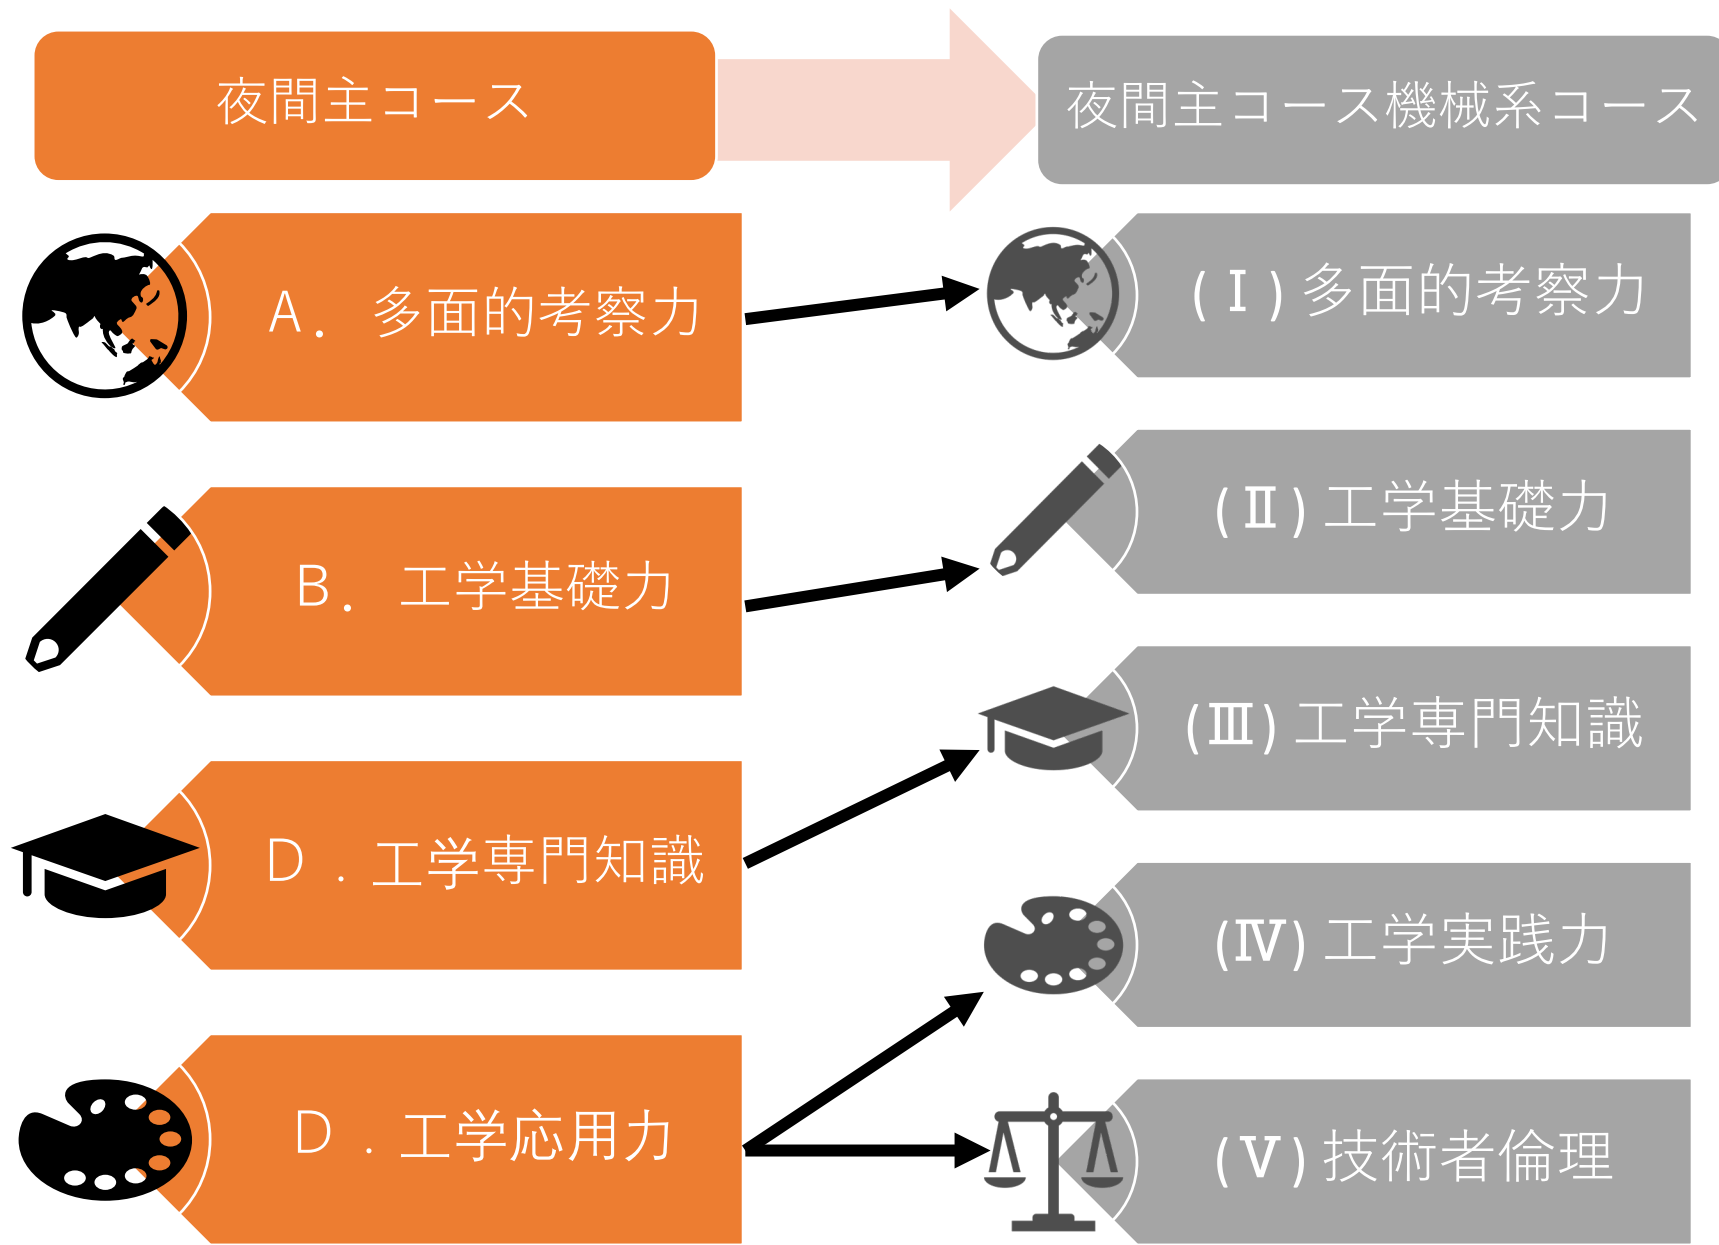 夜間主コース
夜間主コース機械系コース
A． 多面的考察力
B． 工学基礎力
D ．工学専門知識
D ．工学応用力
(Ⅰ)多面的考察力
(Ⅱ)工学基礎力
(Ⅲ)工学専門知識
(Ⅳ)工学実践力
(Ⅴ)技術者倫理